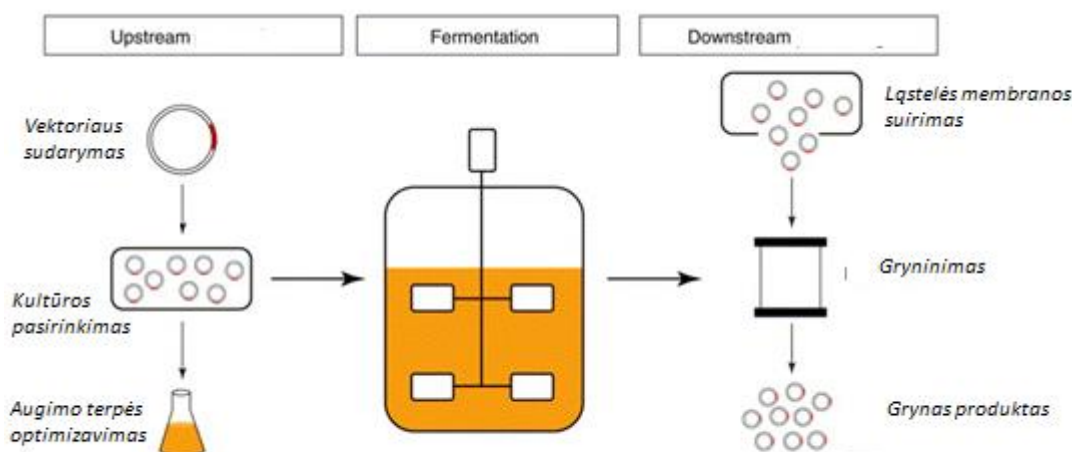 Upstream
Fermentation
Downstream
Vektoriaus
sudarymas
Kultūros
pasirinkimas
Augimo terpės
optimizavimas
Ląstelės membranos
suirimas
Gryninimas
Grynas produktas